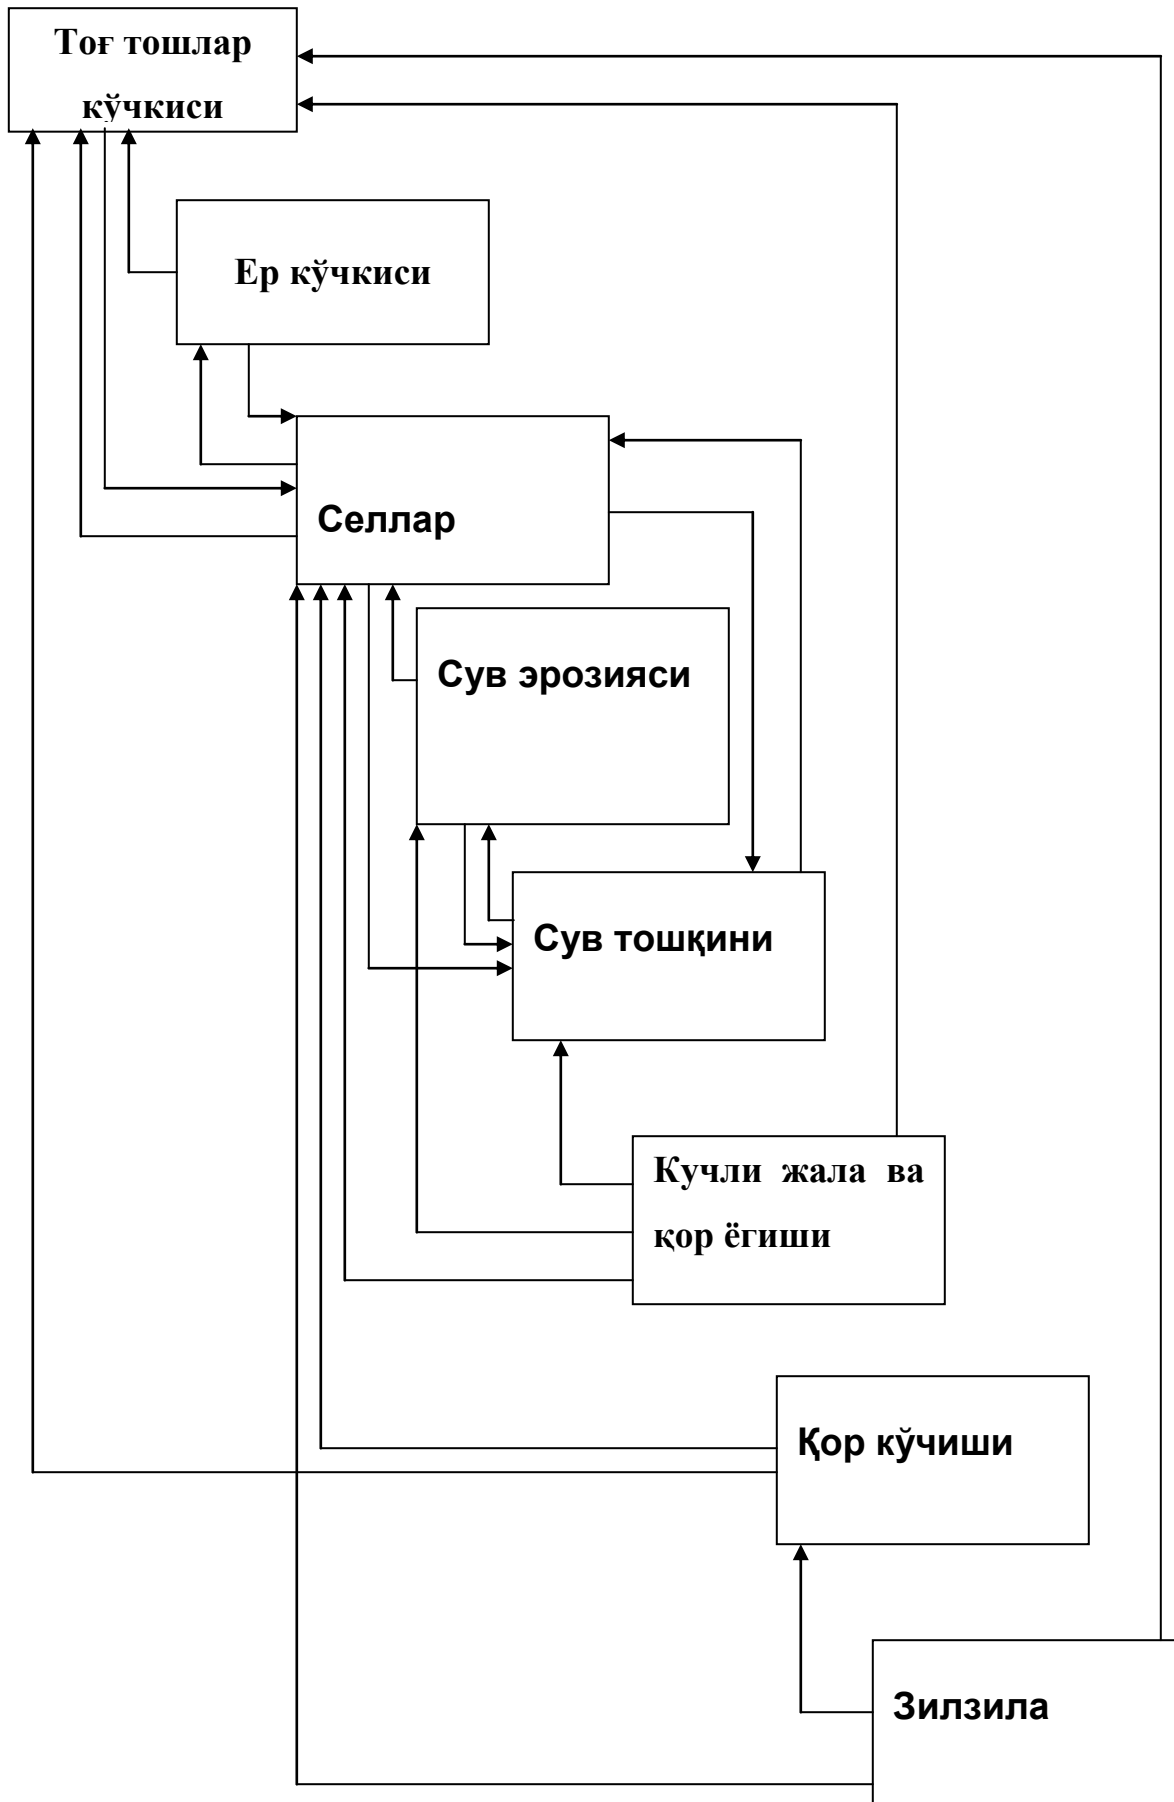 Тоғ тошлар
кўчкиси
Ер кўчкиси
Селлар
Сув эрозияси
Сув тошқини
Кучли жала ва
қор ёгиши
Қор кўчиши
Зилзила